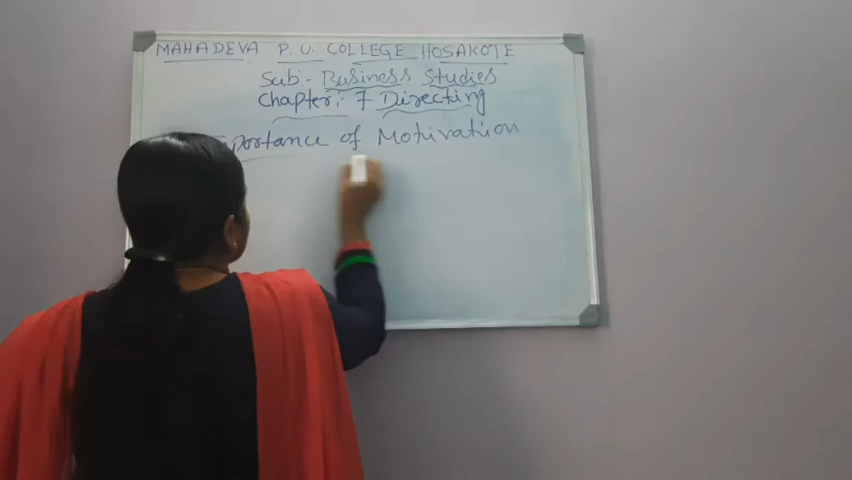 MAHADEVA P. U. COLLEGE HOSAKOTE
Sub - Business Studies
Chapter: 7 Directing
portance of Motivation